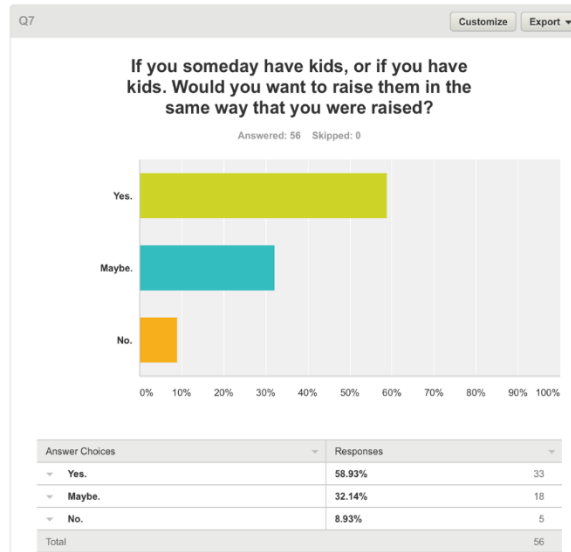 Q7
Customize
Export
If you someday have kids, or if you have
kids. Would you want to raise them in the
same way that you were raised?
Answered: 56 Skipped: 0
Yes.
Maybe.
No.
0% 10% 20% 30% 40% 50% 60% 70% 80% 90% 100%
Answer Choices Responses
Yes. 58.93% 33
Maybe. 32.14% 18
No. 8.93% 5
Total 56